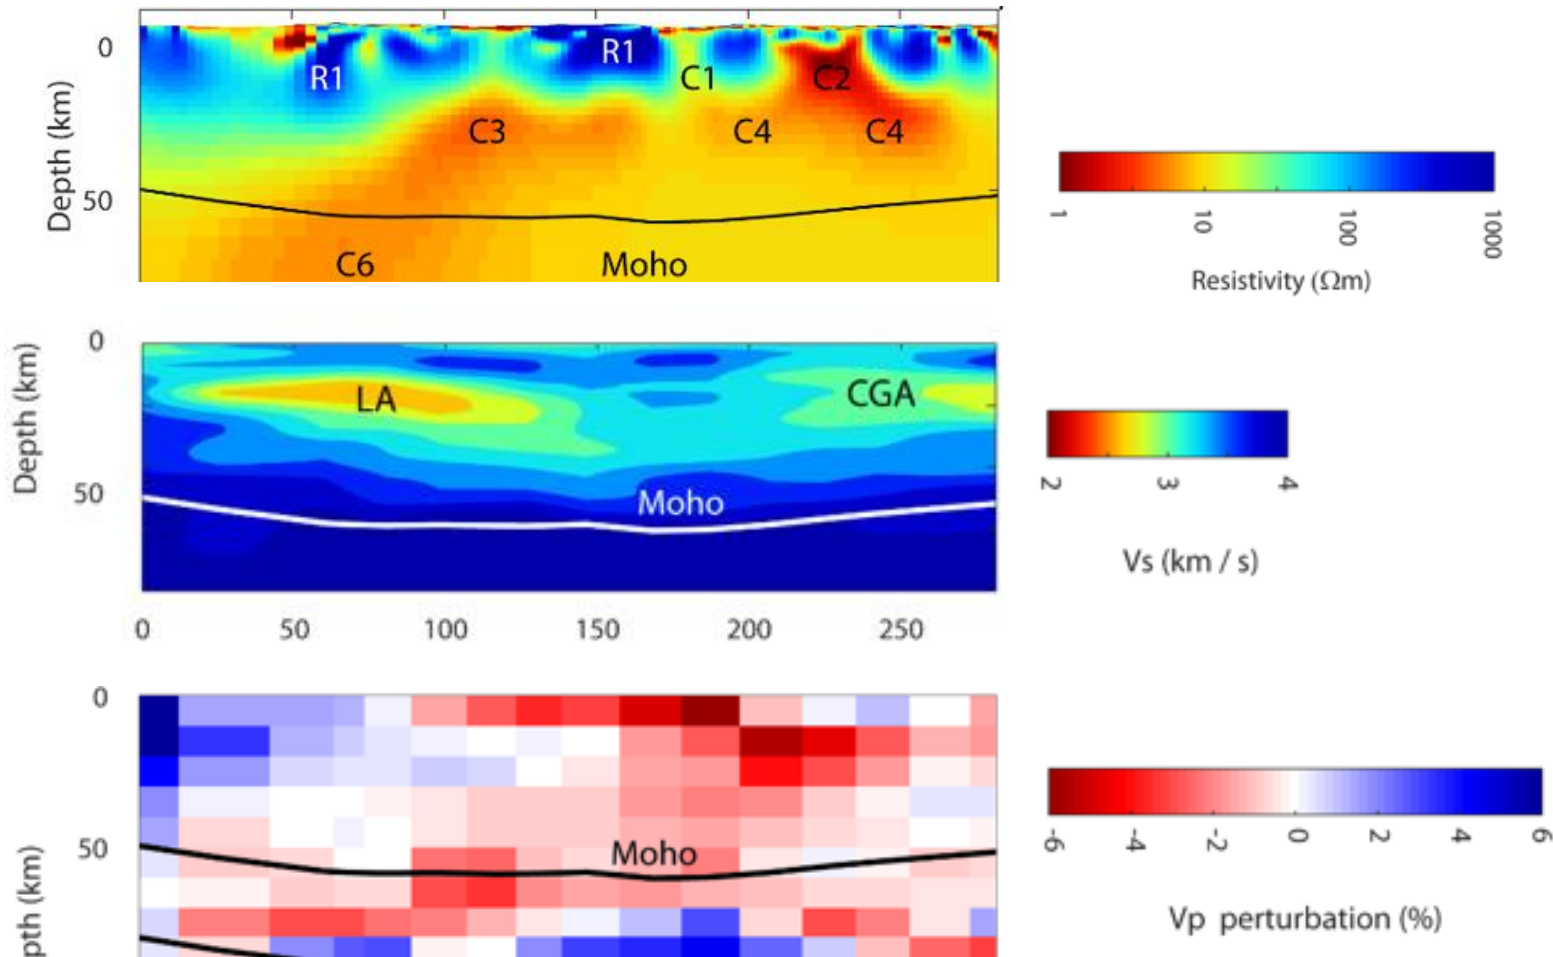 0
50
Depth (km)
R1
R1
C1
C2
C3
C4
C4
C6
Moho
1
10
100
1000
Resistivity (Ωm)
0
50
Depth (km)
LA
CGA
Moho
0
50
100
150
200
250
2
3
4
Vs (km / s)
0
50
pth (km)
Moho
-6
-4
-2
0
2
4
6
Vp perturbation (%)